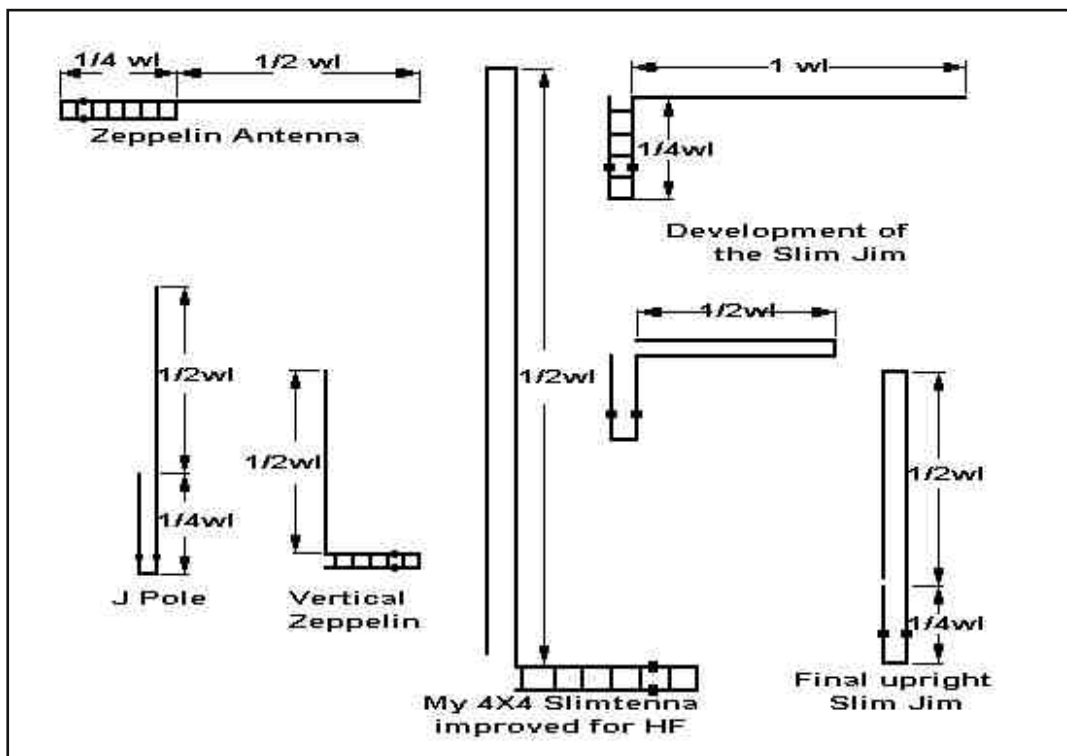 1/4 wl
1/2 wl
Zeppelin Antenna
1 wl
1/4wl
Development of
the Slim Jim
1/2wl
1/2wl
1/4wl
J Pole
1/2wl
Vertical
Zeppelin
1/2wl
My 4X4 Slimtenna
improved for HF
1/2wl
1/4wl
Final upright
Slim Jim